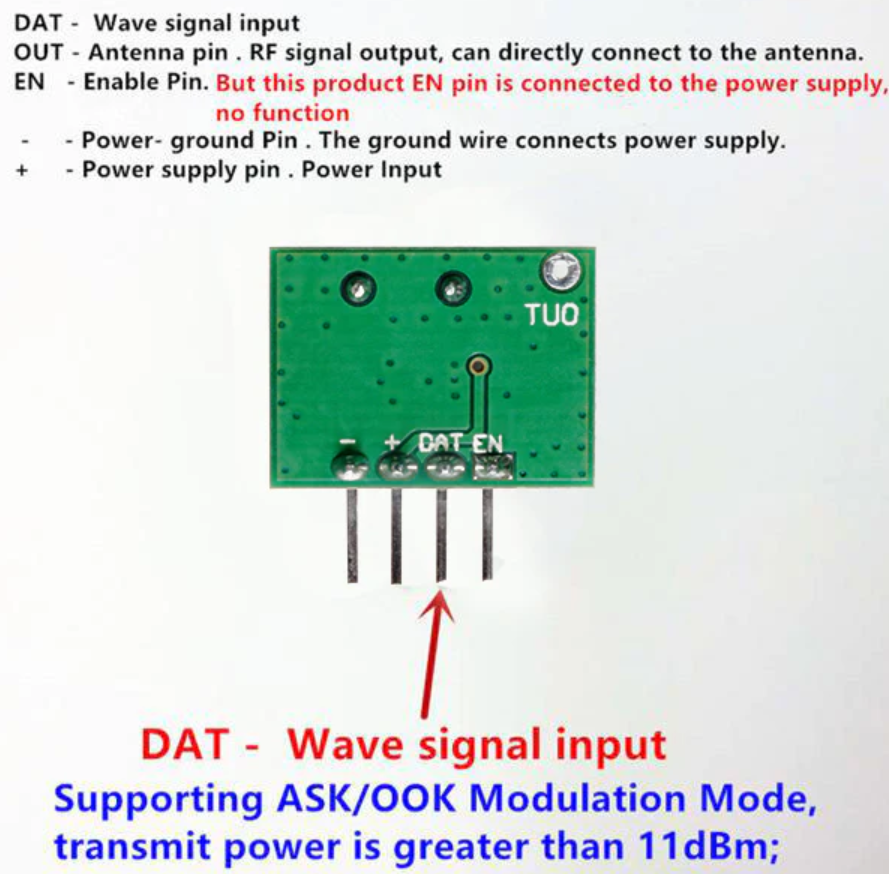 DAT - Wave signal input
OUT - Antenna pin . RF signal output, can directly connect to the antenna.
EN - Enable Pin. But this product EN pin is connected to the power supply,
no function
- - Power- ground Pin . The ground wire connects power supply.
+ - Power supply pin . Power Input
TUO
- + DAT EN
DAT - Wave signal input
Supporting ASK/OOK Modulation Mode,
transmit power is greater than 11dBm;